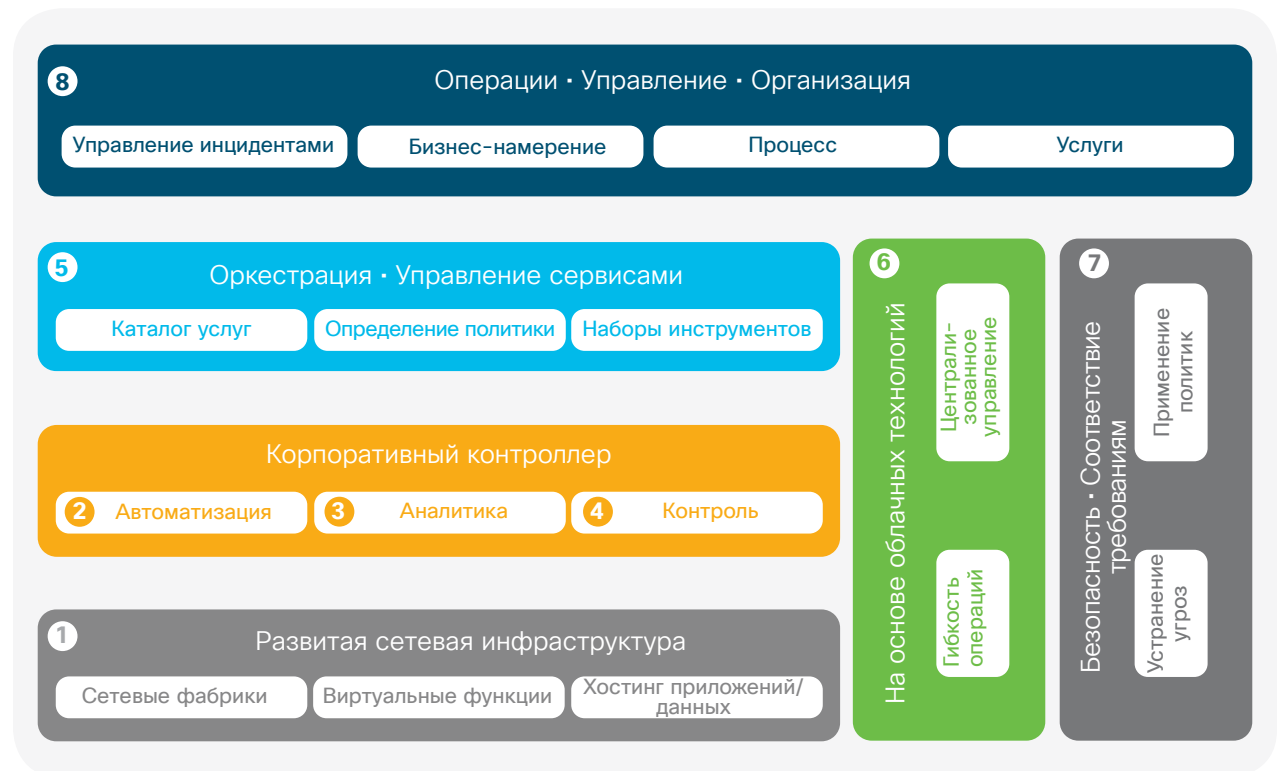 8
Операции · Управление · Организация
Управление инцидентами
Бизнес-намерение
Процесс
Услуги
5
Оркестрация · Управление сервисами
Каталог услуг
Определение политики
Наборы инструментов
Корпоративный контроллер
2
Автоматизация
3
Аналитика
4
Контроль
1
Развитая сетевая инфраструктура
Сетевые фабрики
Виртуальные функции
Хостинг приложений/
данных
6
На основе облачных технологий
Централи-
зованное
управление
Гибкость
операций
7
Безопасность · Соответствие
требованиям
Применение
политик
Устранение
угроз